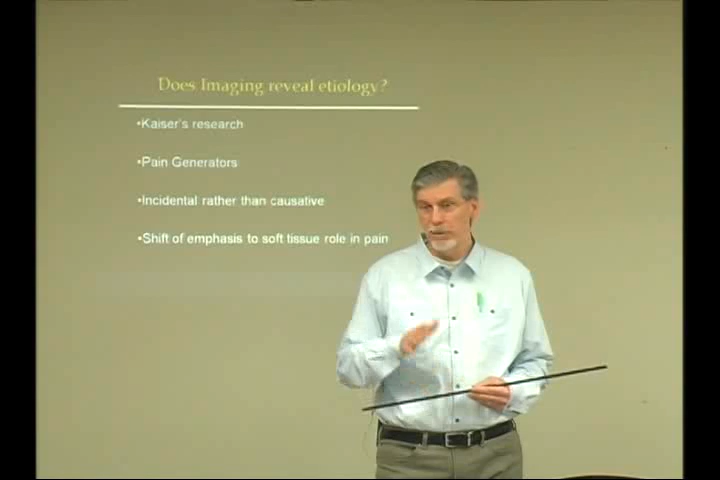 Does Imaging reveal etiology?
•Kaiser's research
•Pain Generators
•Incidental rather than causative
•Shift of emphasis to soft tissue role in pain